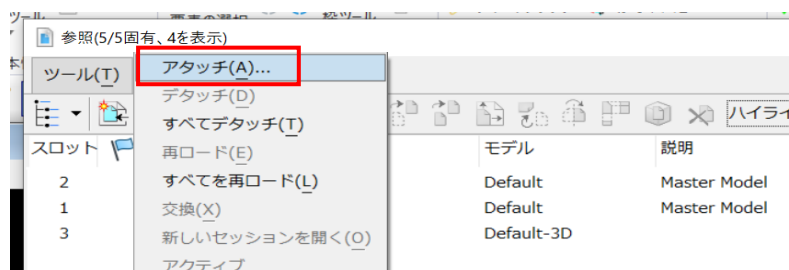 参照(5/5固有、4を表示)
ツール(T)
アタッチ(A)...
デタッチ(D)
すべてデタッチ(T)
再ロード(E)
すべてを再ロード(L)
交換(X)
新しいセッションを開く(O)
アクティブ
ハイライ
スロット モデル 説明
2 Default Master Model
1 Default Master Model
3 Default-3D